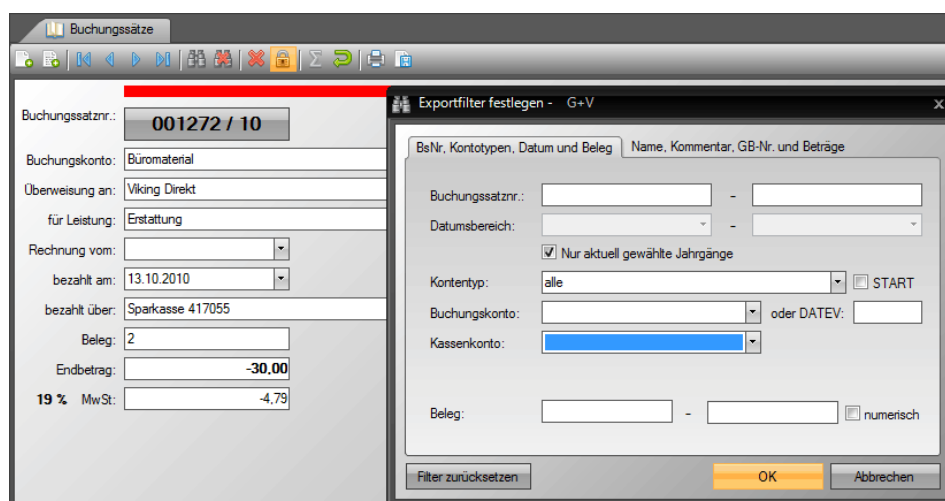 Buchungssätze
Buchungssatznr.: 001272 / 10
Buchungskonto: Büromaterial
Überweisung an: Viking Direkt
für Leistung: Erstattung
Rechnung vom:
bezahlt am: 13.10.2010
bezahlt über: Sparkasse 417055
Beleg: 2
Endbetrag: -30,00
19 % MwSt: -4,79
Exportfilter festlegen - G+V x
BsNr, Kontotypen, Datum und Beleg Name, Kommentar, GB-Nr. und Beträge
Buchungssatznr.: -
Datumsbereich: -
Nur aktuell gewählte Jahrgänge
Kontentyp: alle START
Buchungskonto: oder DATEV:
Kassenkonto:
Beleg: - numerisch
Filter zurücksetzen OK Abbrechen